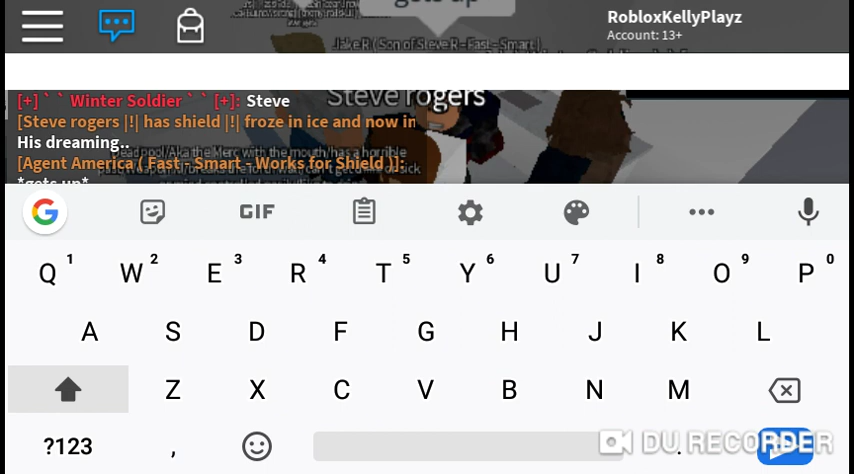 gets up
RobloxKellyPlayz
Account: 13+
Jake R ( Son of Steve R - Fast - Smart )
Steve rogers
[+] ` ` Winter Soldier ` ` [+]: Steve
[Steve rogers |!| has shield |!| froze in ice and now in
His dreaming..
[Agent America ( Fast - Smart - Works for Shield )]:
*gets up*
GIF
Q 1 W 2 E 3 R 4 T 5 Y 6 U 7 I 8 O 9 P 0
A S D F G H J K L
Z X C V B N M
?123 , .
DU RECORDER